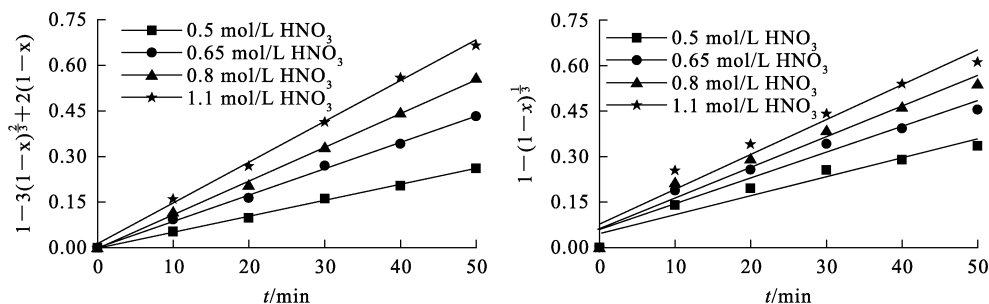 0.75
0.60
0.45
0.30
0.15
0.00
0
10
20
30
40
50
1−3(1−x)^{2/3}+2(1−x)
t/min
0.5 mol/L HNO₃
0.65 mol/L HNO₃
0.8 mol/L HNO₃
1.1 mol/L HNO₃
0.75
0.60
0.45
0.30
0.15
0.00
0
10
20
30
40
50
1−(1−x)^{1/3}
t/min
0.5 mol/L HNO₃
0.65 mol/L HNO₃
0.8 mol/L HNO₃
1.1 mol/L HNO₃